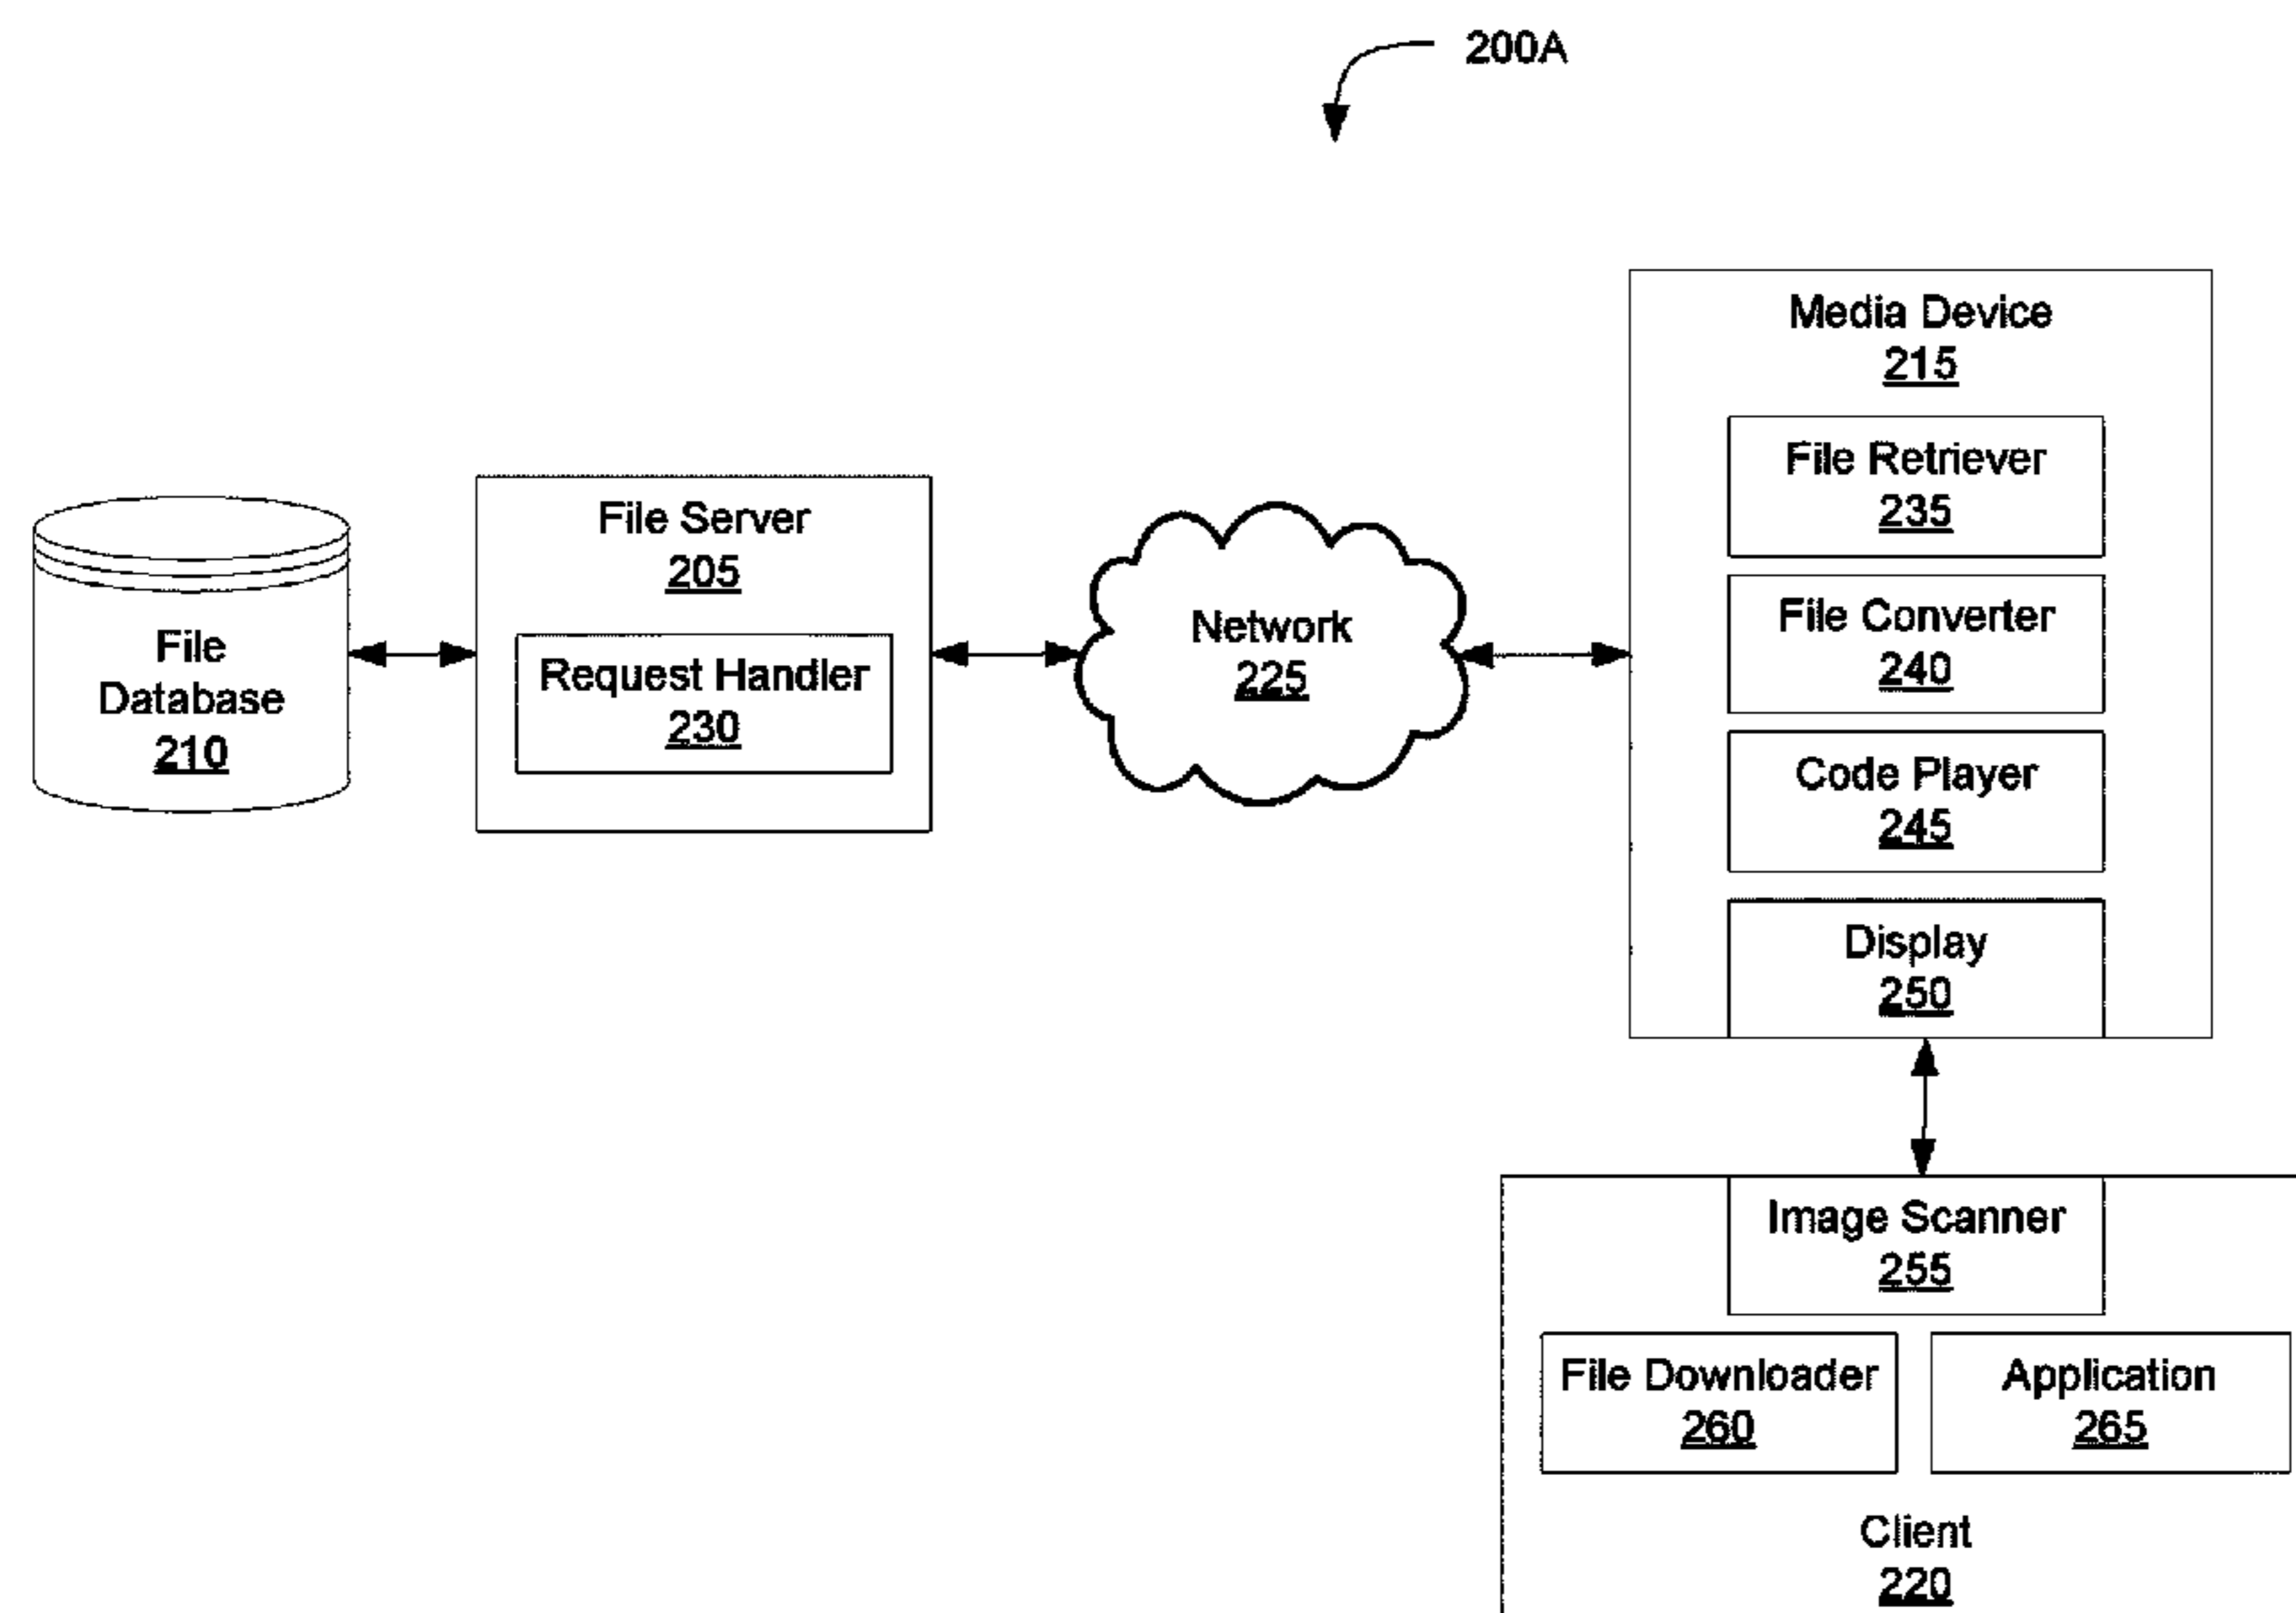 200A
Media Device
215
File Retriever
235
File Converter
240
Code Player
245
Display
250
File Server
205
Request Handler
230
Network
225
File
Database
210
Image Scanner
255
File Downloader
260
Application
265
Client
220